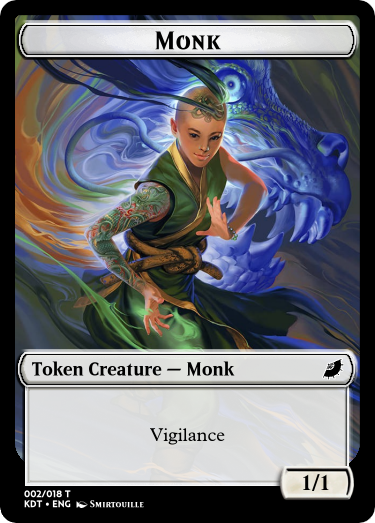 Monk
Token Creature — Monk
Vigilance
1/1
002/018 T
KDT • ENG Smirtouille